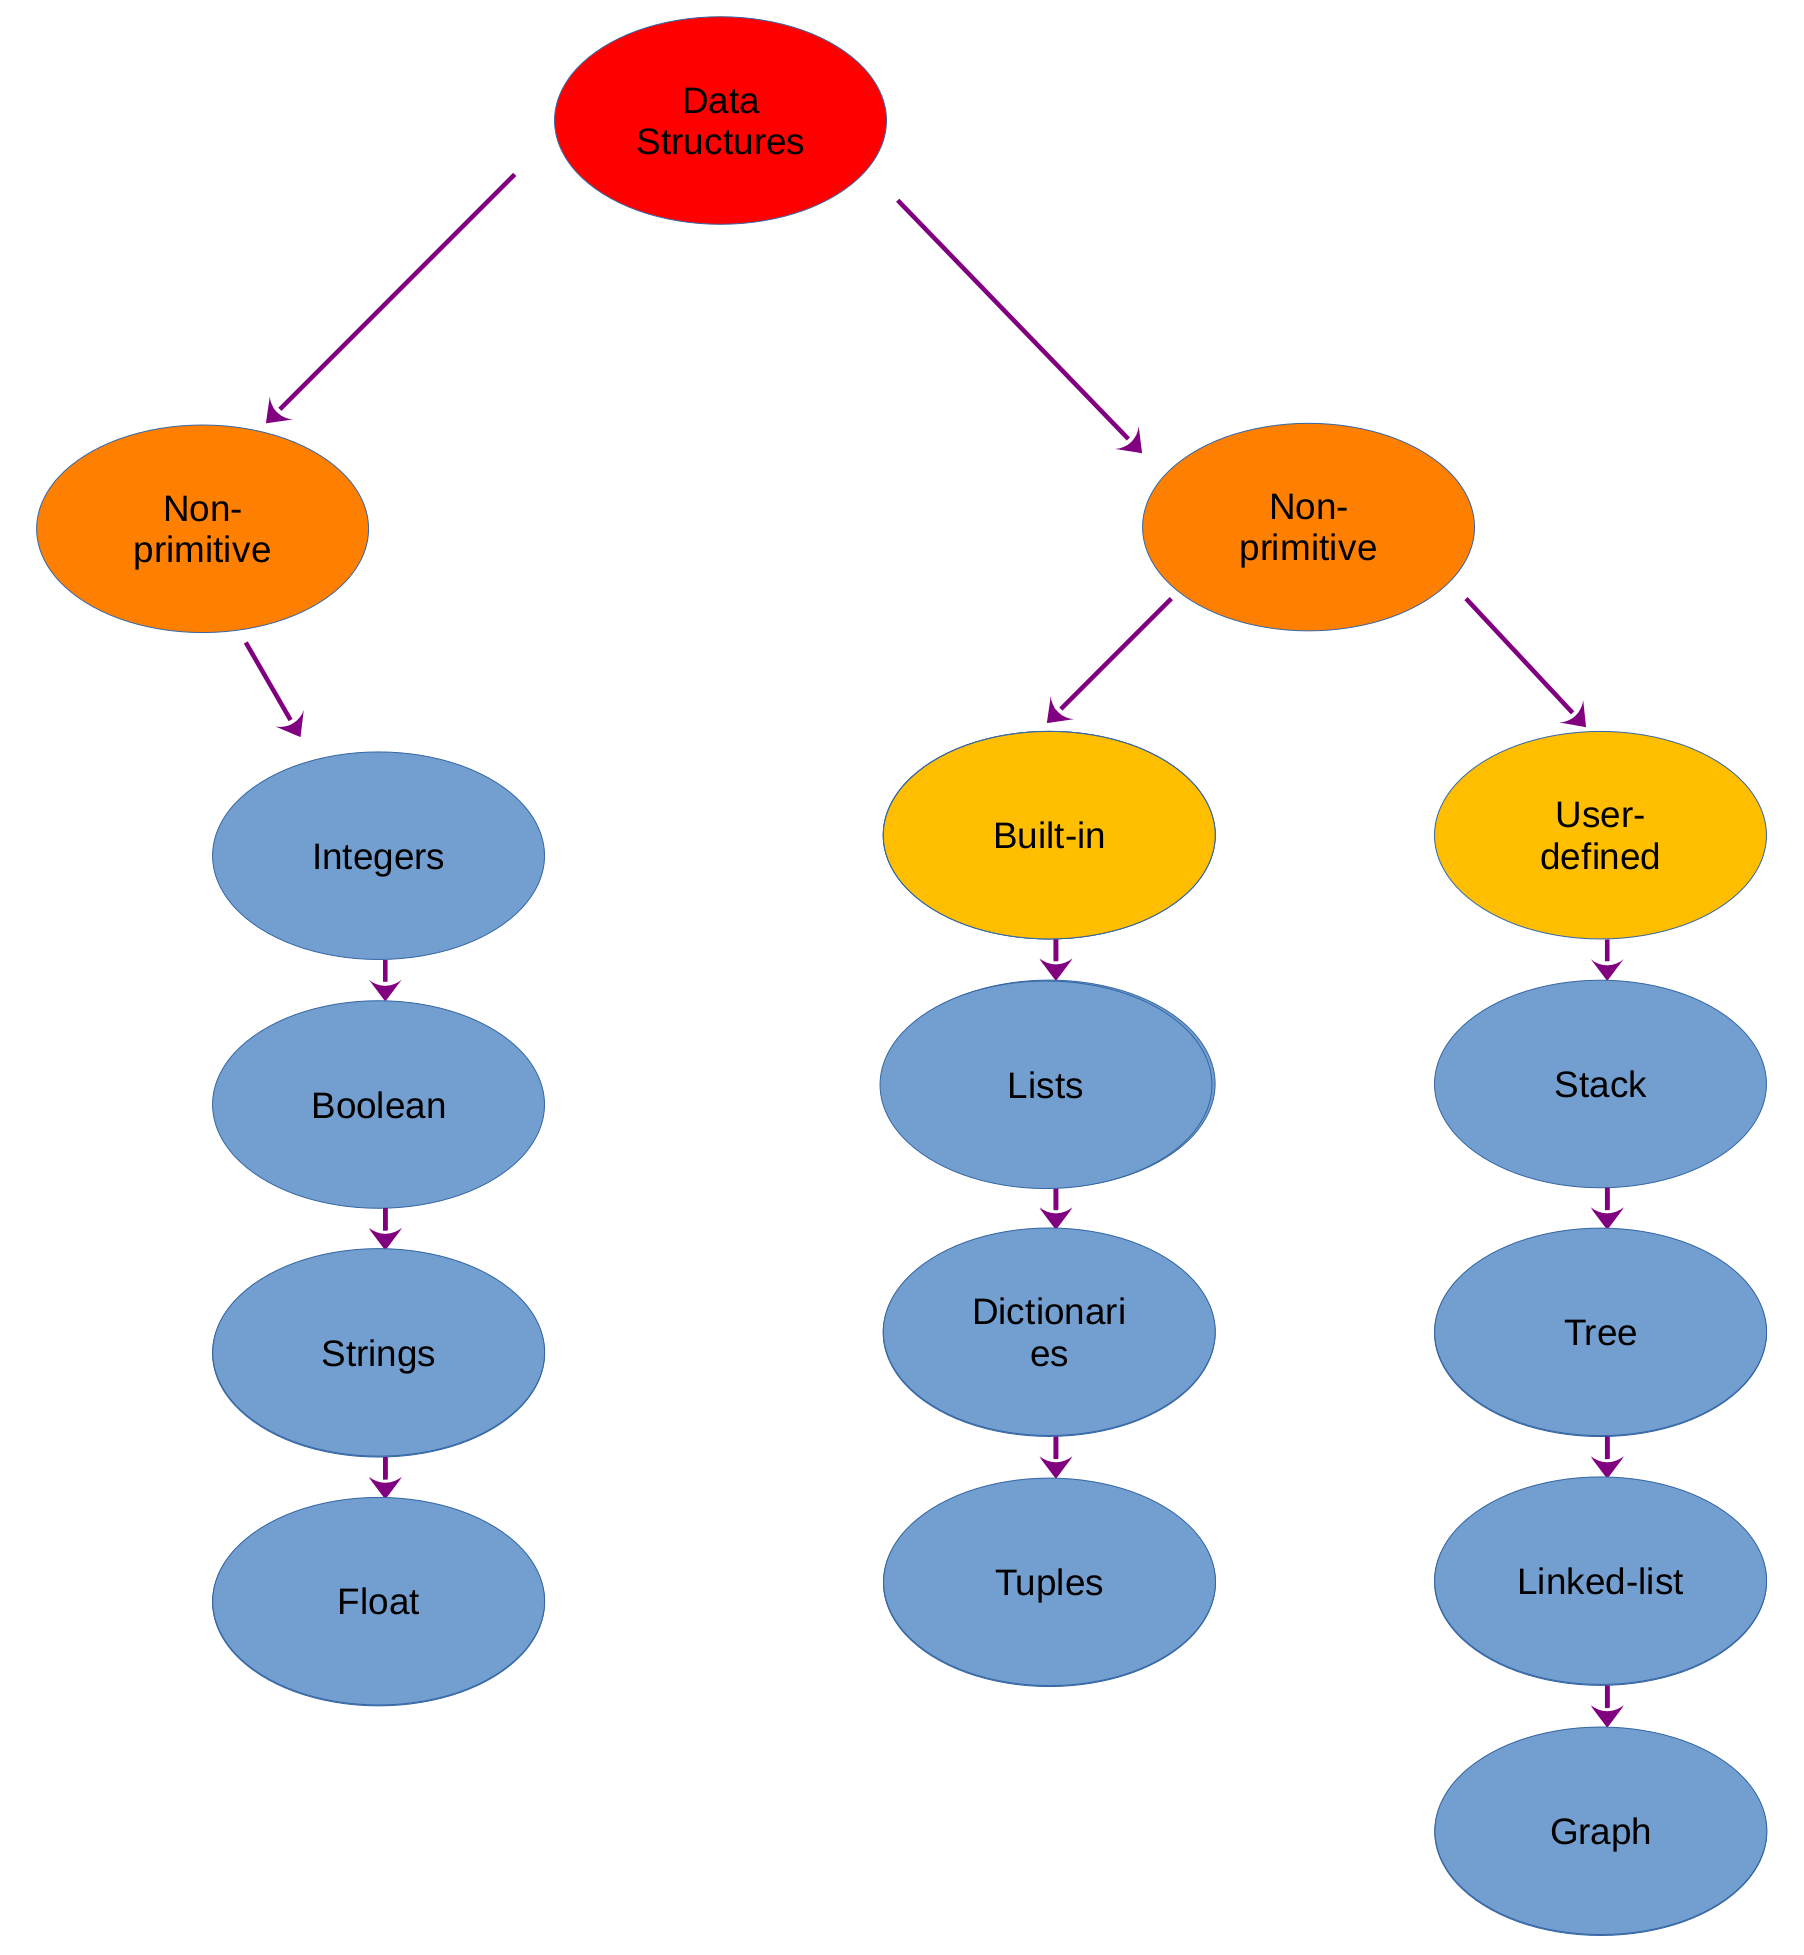 Data
Structures
Non-
primitive
Non-
primitive
Integers
Boolean
Strings
Float
Built-in
Lists
Dictionari
es
Tuples
User-
defined
Stack
Tree
Linked-list
Graph